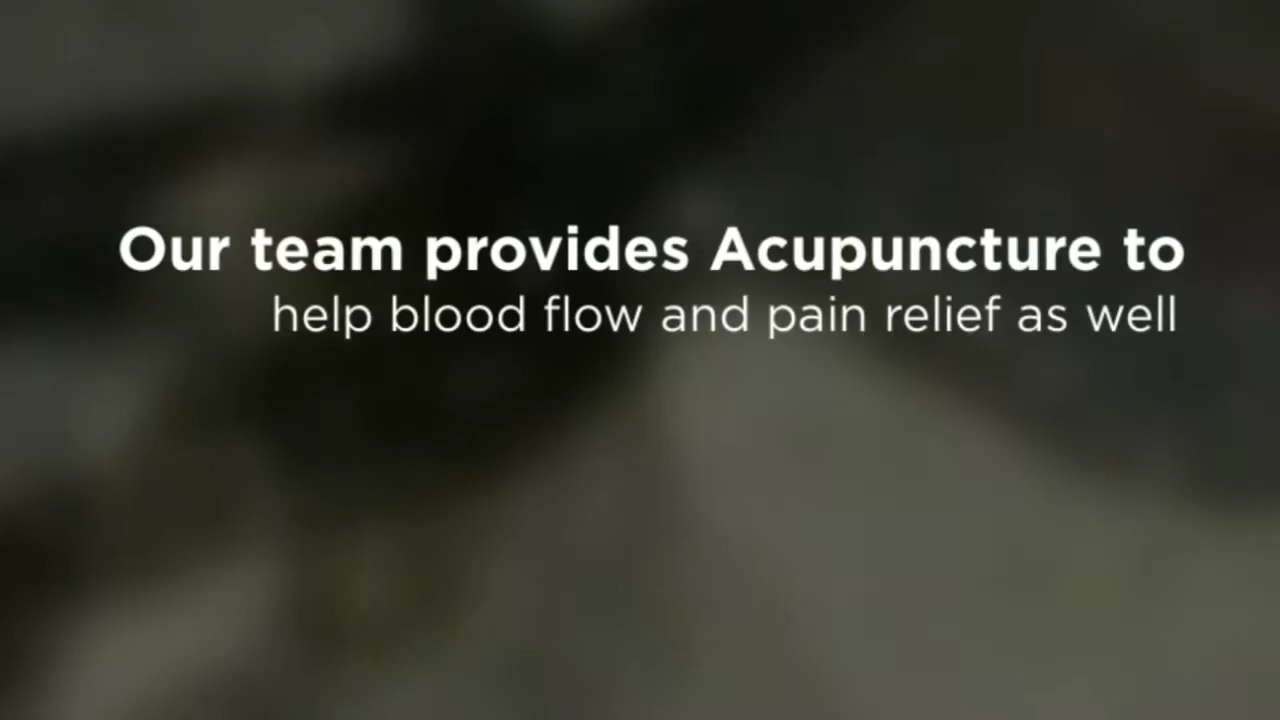 Our team provides Acupuncture to
help blood flow and pain relief as well